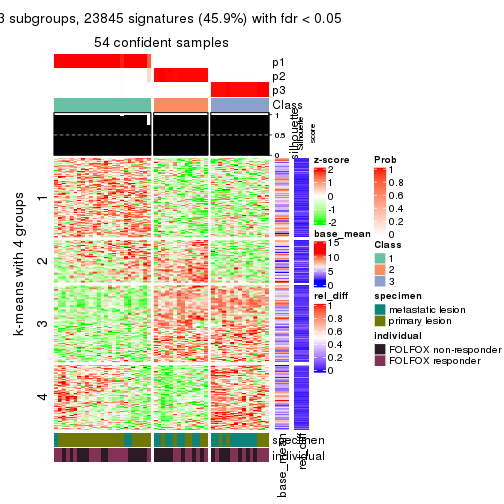 3 subgroups, 23845 signatures (45.9%) with fdr < 0.05
54 confident samples
p1
p2
p3
Class
1
0.5
0
silhouette
silhouette
score
k-means with 4 groups
1
2
3
4
specimen
individual
base_mean
rel_diff
z-score
2
1
0
-1
-2
base_mean
15
10
5
0
rel_diff
1
0.8
0.6
0.4
0.2
0
Prob
1
0.8
0.6
0.4
0.2
0
Class
1
2
3
specimen
metastatic lesion
primary lesion
individual
FOLFOX non-responder
FOLFOX responder